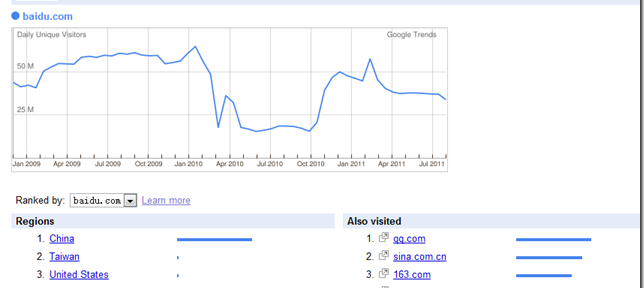 baidu.com
Daily Unique Visitors Google Trends
50 M
25 M
Jan 2009 Apr 2009 Jul 2009 Oct 2009 Jan 2010 Apr 2010 Jul 2010 Oct 2010 Jan 2011 Apr 2011 Jul 2011
Ranked by: baidu.com Learn more
Regions Also visited
1. China 1. qq.com
2. Taiwan 2. sina.com.cn
3. United States 3. 163.com